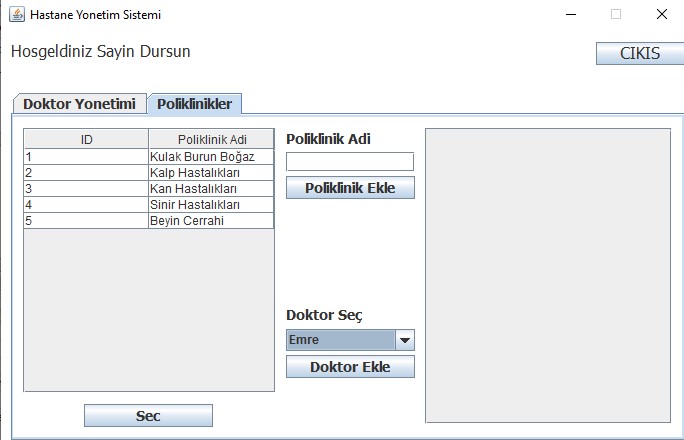 Hastane Yonetim Sistemi
Hosgeldiniz Sayin Dursun
CIKIS
Doktor Yonetimi Poliklinikler
ID Poliklinik Adi
1 Kulak Burun Boğaz
2 Kalp Hastalıkları
3 Kan Hastalıkları
4 Sinir Hastalıkları
5 Beyin Cerrahi
Sec
Poliklinik Adi
Poliklinik Ekle
Doktor Seç
Emre
Doktor Ekle